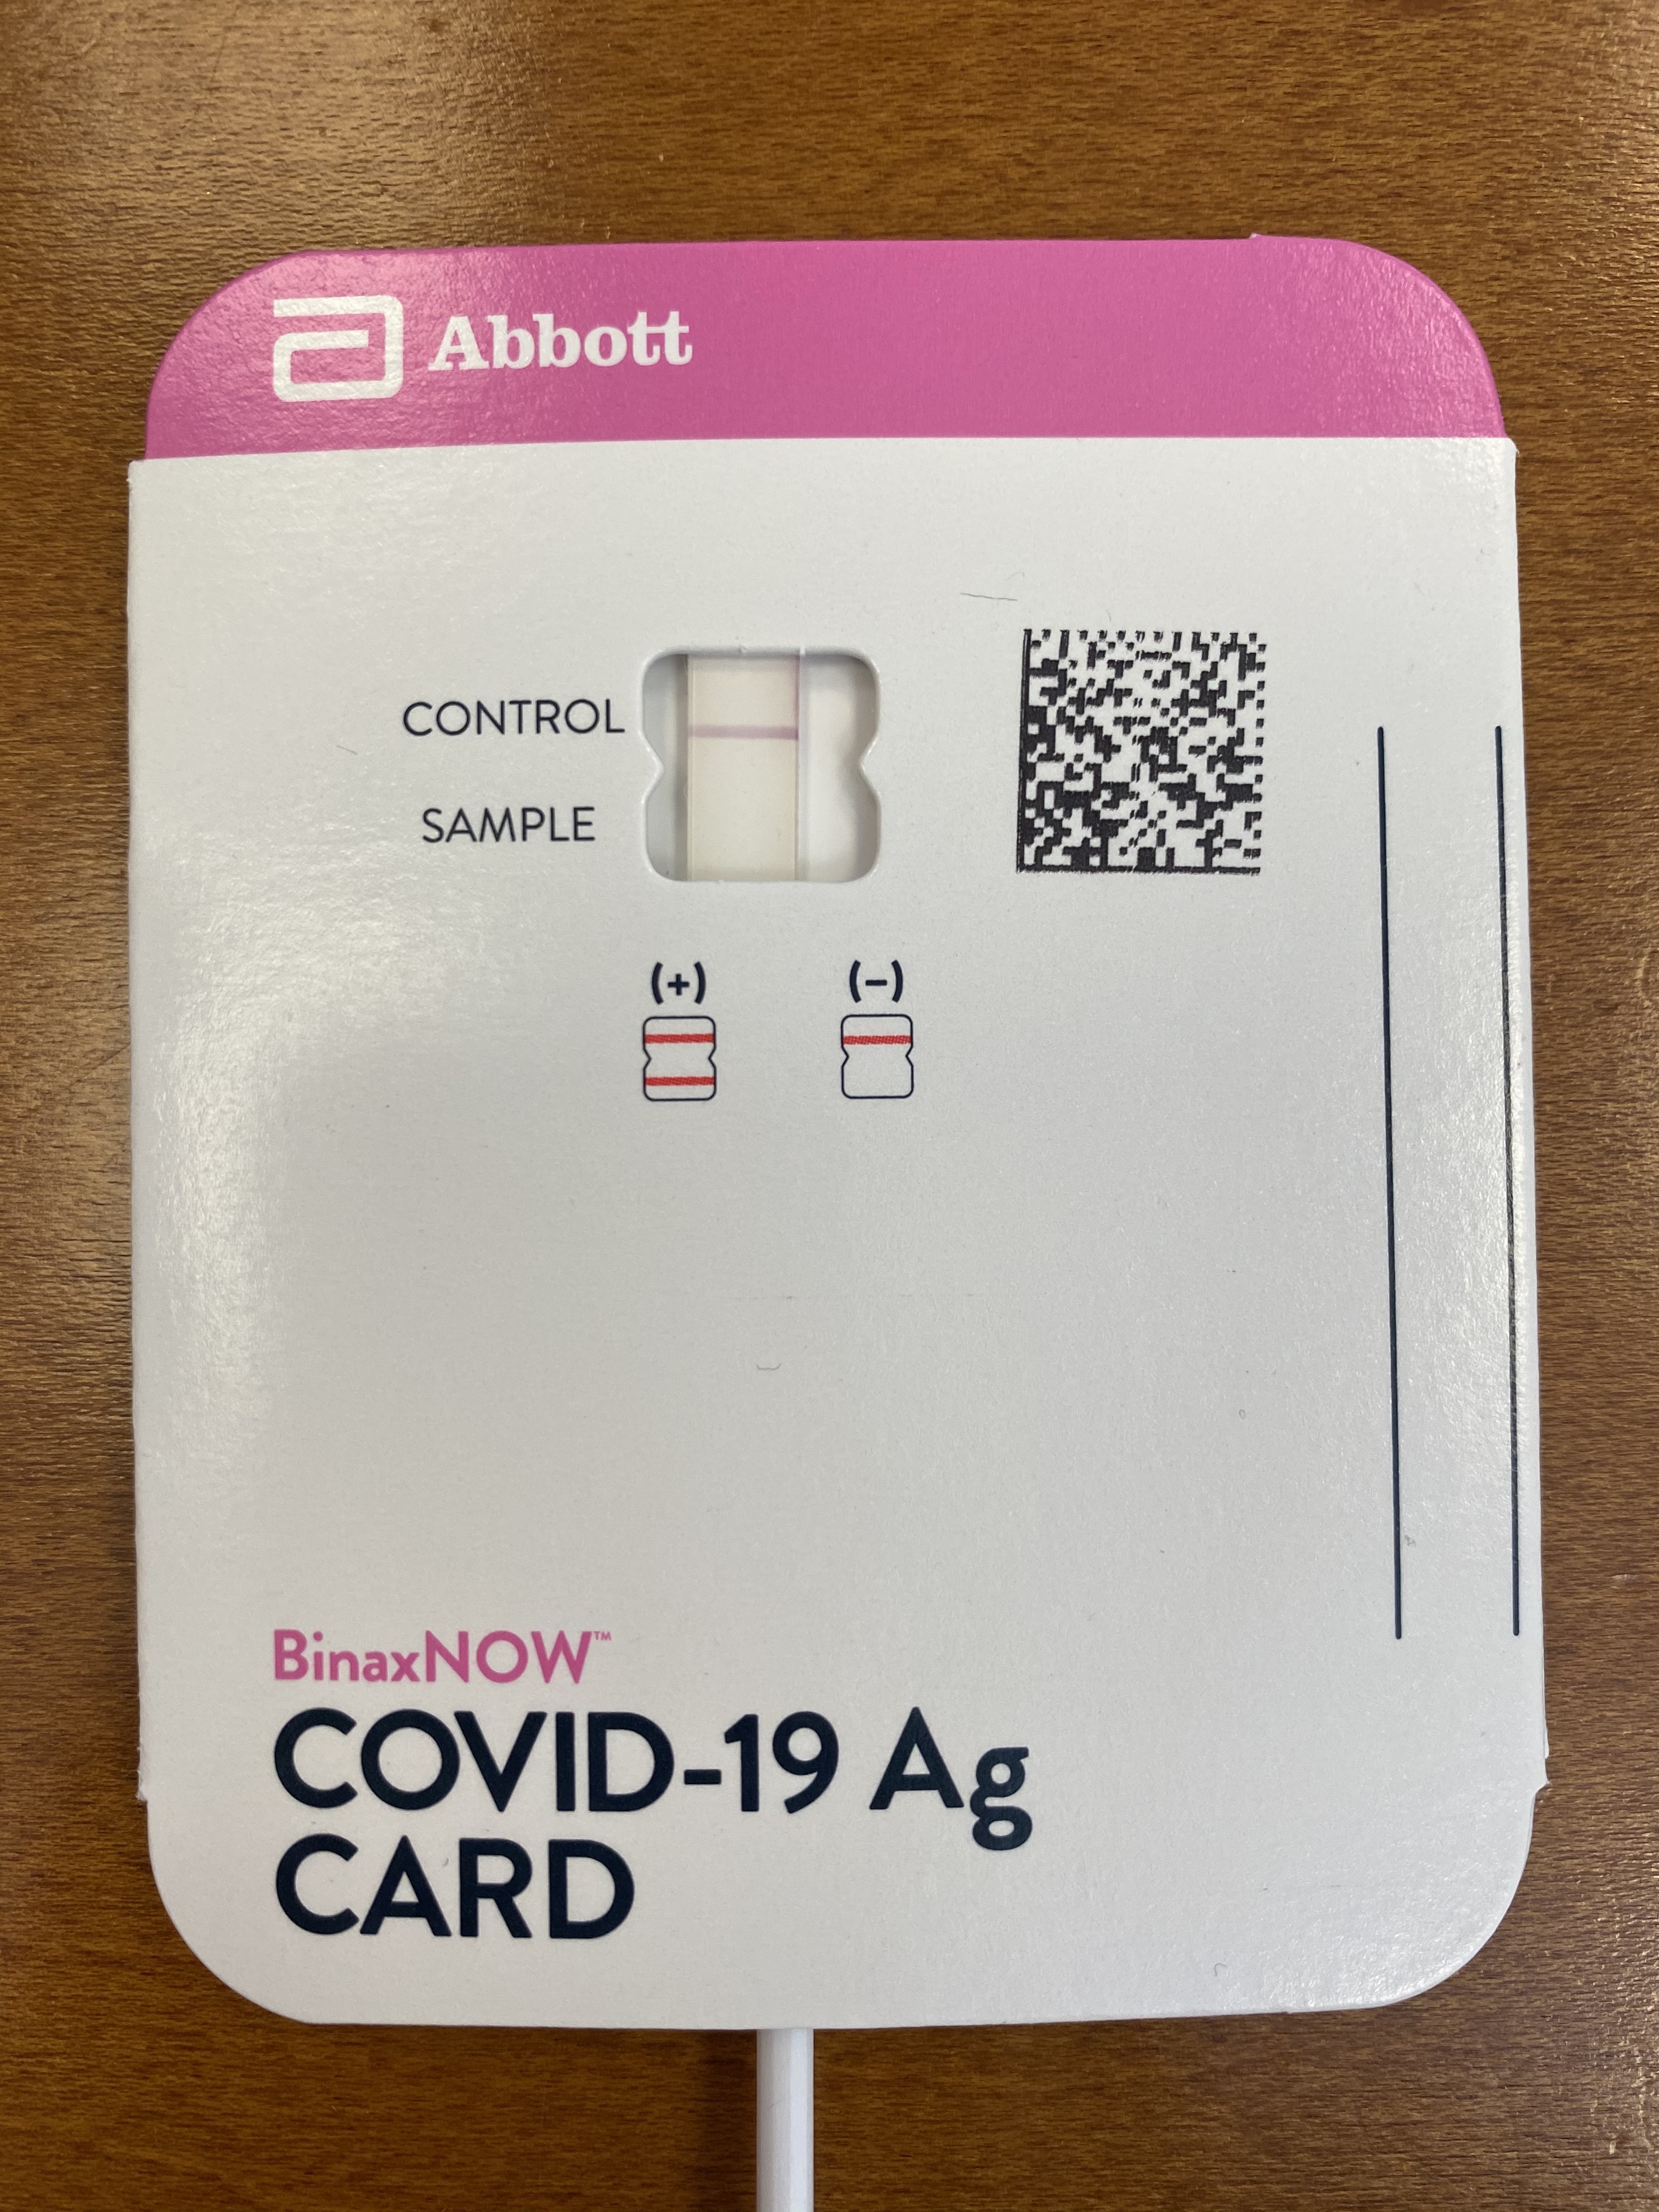 Abbott
CONTROL
SAMPLE
(+) (-)
BinaxNOW™
COVID-19 Ag
CARD